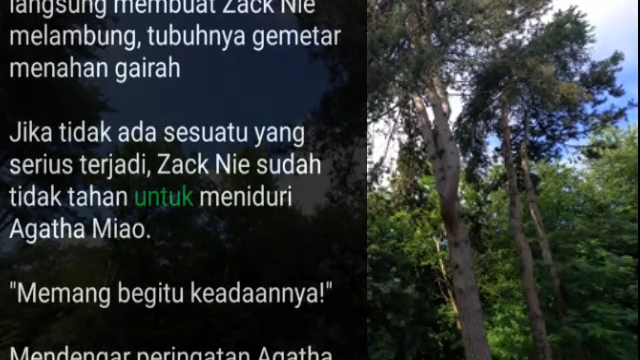 langsung membuat Zack Nie
melambung, tubuhnya gemetar
menahan gairah
Jika tidak ada sesuatu yang
serius terjadi, Zack Nie sudah
tidak tahan untuk meniduri
Agatha Miao.
"Memang begitu keadaannya!"
Mendengar peringatan Agatha